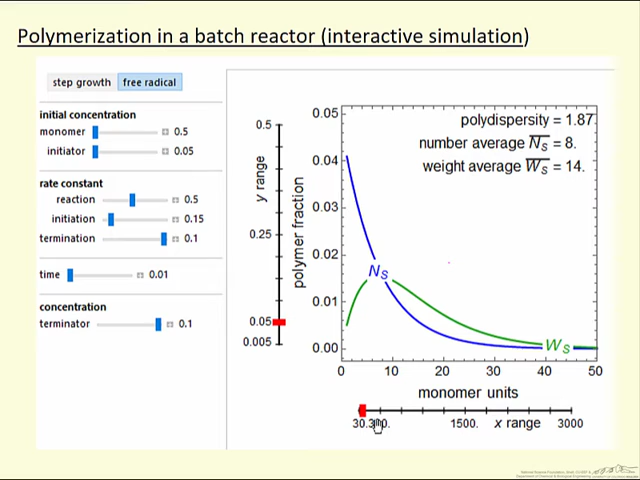 Polymerization in a batch reactor (interactive simulation)
step growth free radical
initial concentration
monomer 0.5
initiator 0.05
rate constant
reaction 0.5
initiation 0.15
termination 0.1
time 0.01
concentration
terminator 0.1
0.5
0.25
0.05
0.005
y range
polymer fraction
0.05
0.04
0.03
0.02
0.01
0.00
polydispersity = 1.87
number average Ns = 8.
weight average Ws = 14.
Ns
Ws
0 10 20 30 40 50
monomer units
1500. x range 3000